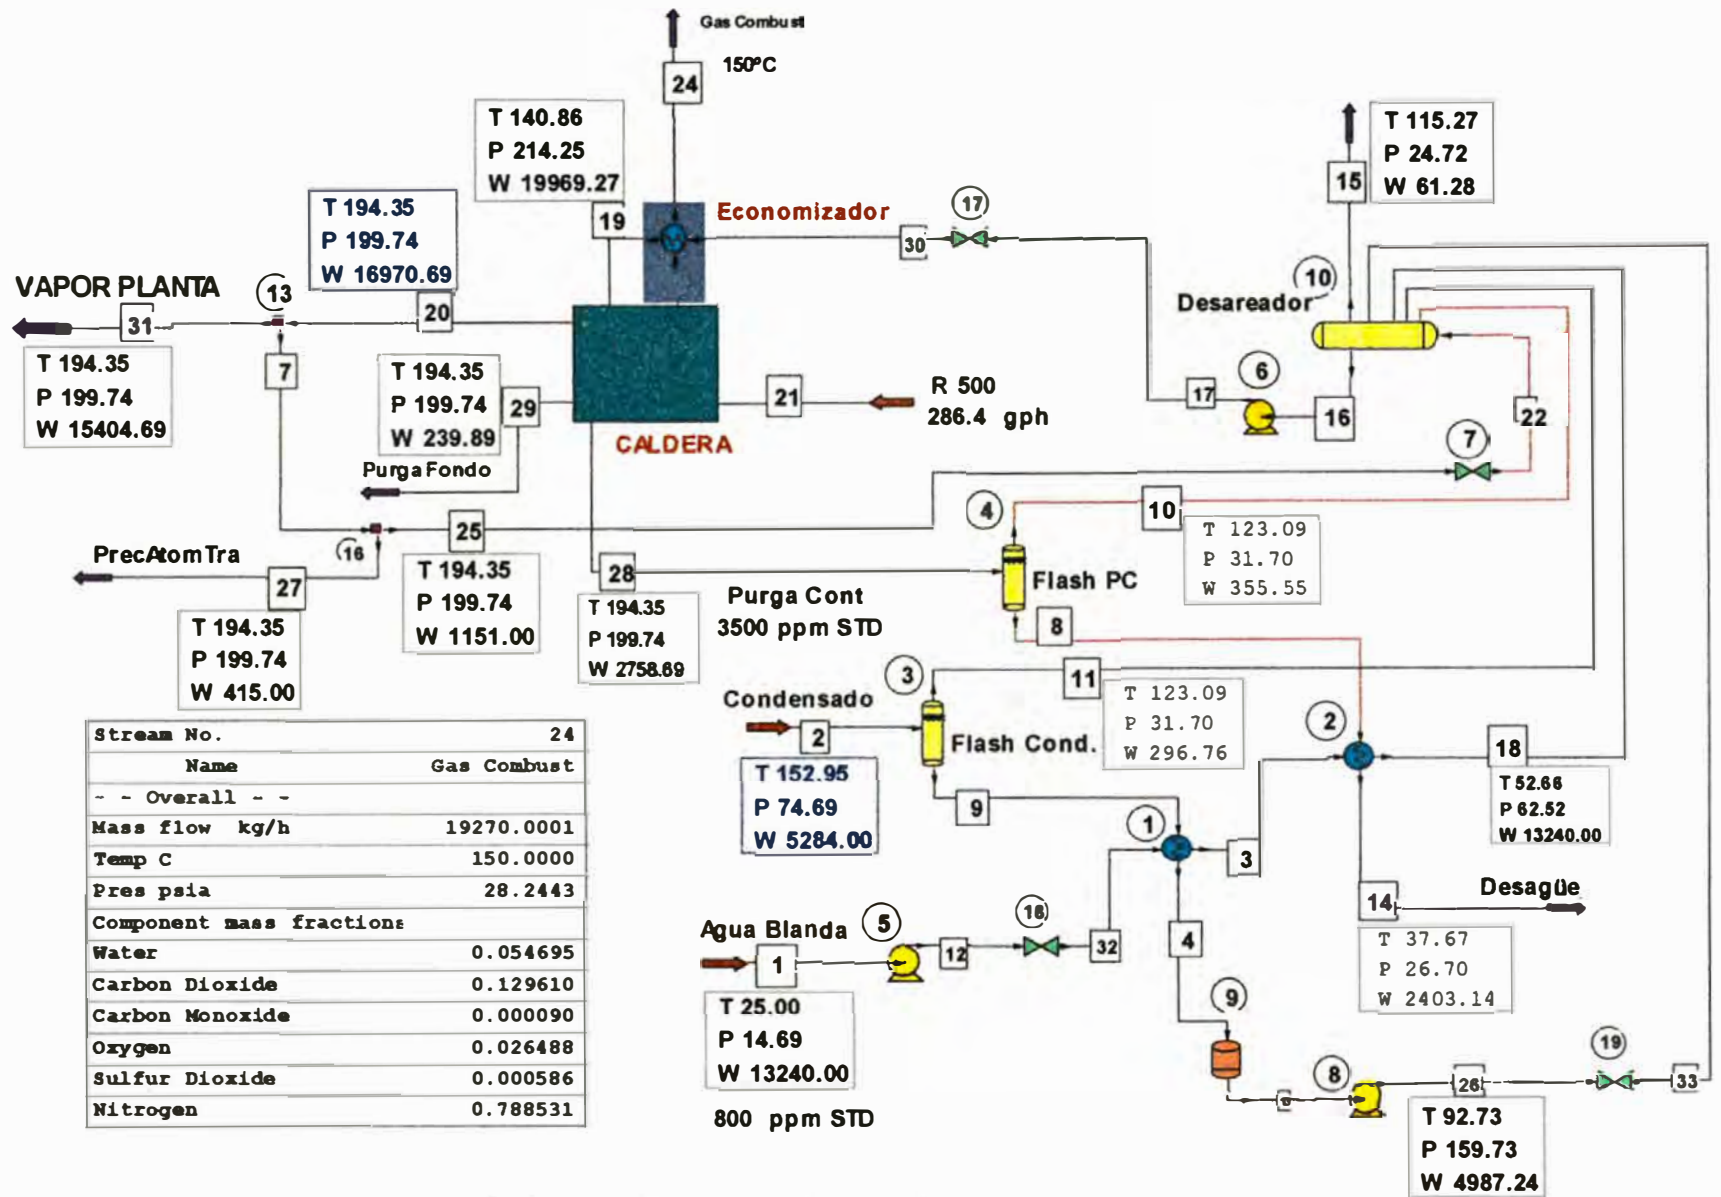 Gas Combust
150°C
24
T 140.86
P 214.25
W 19969.27
T 115.27
P 24.72
W 61.28
15
T 194.35
P 199.74
W 16970.69
19
Economizador
17
30
10
Desareador
VAPOR PLANTA
13
31
20
T 194.35
P 199.74
W 15404.69
7
T 194.35
P 199.74
W 239.89
29
21
R 500
286.4 gph
CALDERA
Purga Fondo
6
17
16
22
7
4
10
T 123.09
P 31.70
W 355.55
16
25
PrecAtomTra
27
T 194.35
P 199.74
W 415.00
T 194.35
P 199.74
W 1151.00
28
T 194.35
P 199.74
W 2758.69
Purga Cont
3500 ppm STD
Flash PC
8
3
11
T 123.09
P 31.70
W 296.76
Condensado
2
Flash Cond.
T 152.95
P 74.69
W 5284.00
9
1
3
2
18
T 52.66
P 62.52
W 13240.00
14
Desagüe
T 37.67
P 26.70
W 2403.14
Agua Blanda
1
5
12
18
32
4
T 25.00
P 14.69
W 13240.00
800 ppm STD
9
8
26
19
33
T 92.73
P 159.73
W 4987.24
Stream No. 24
Name Gas Combust
- - Overall - -
Mass flow kg/h 19270.0001
Temp C 150.0000
Pres psia 28.2443
Component mass fractions
Water 0.054695
Carbon Dioxide 0.129610
Carbon Monoxide 0.000090
Oxygen 0.026488
Sulfur Dioxide 0.000586
Nitrogen 0.788531